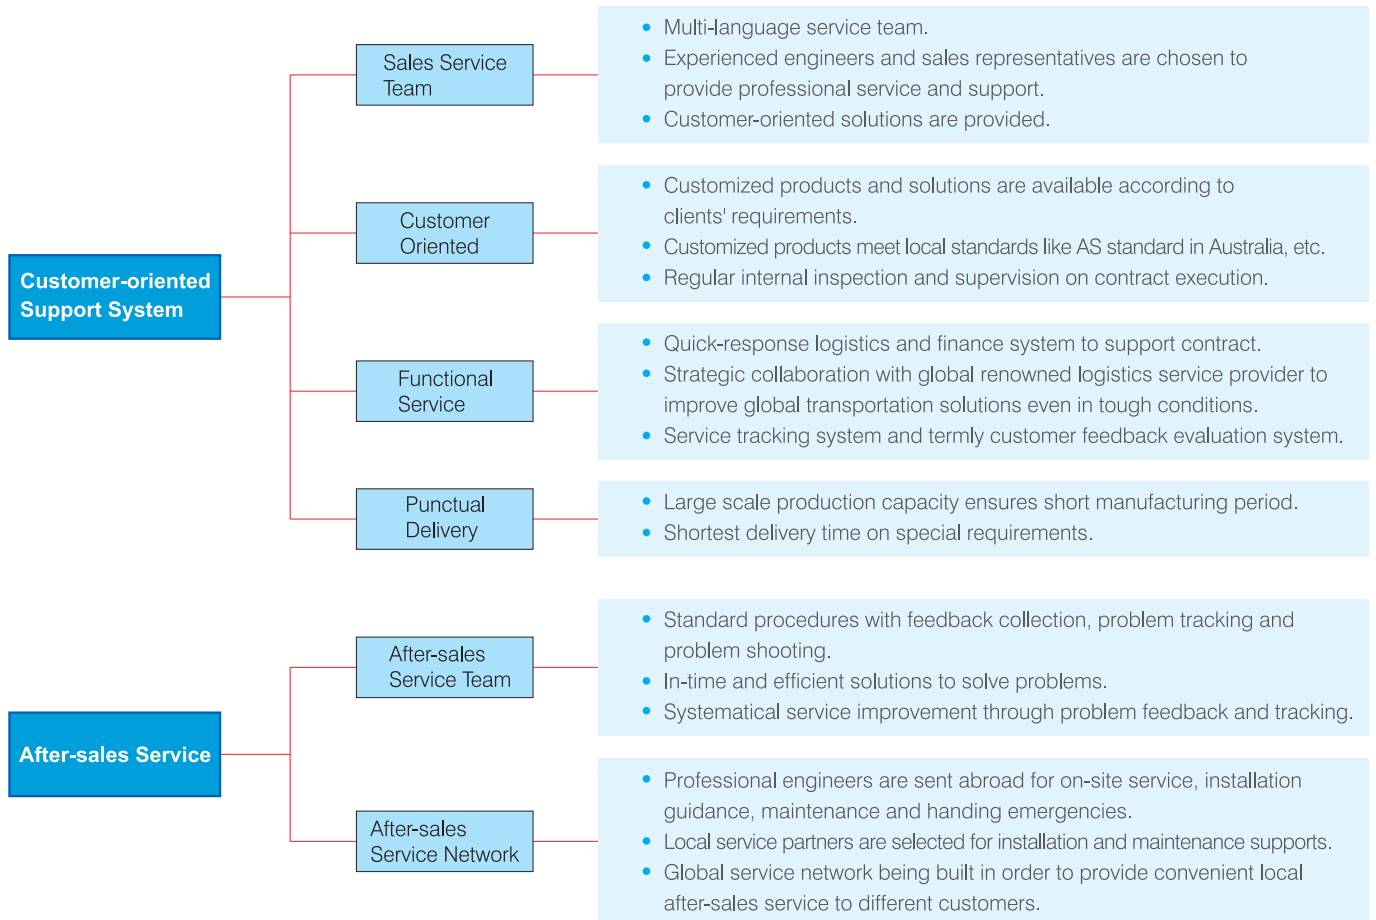 Customer-oriented
Support System
Sales Service
Team
• Multi-language service team.
• Experienced engineers and sales representatives are chosen to
provide professional service and support.
• Customer-oriented solutions are provided.
Customer
Oriented
• Customized products and solutions are available according to
clients' requirements.
• Customized products meet local standards like AS standard in Australia, etc.
• Regular internal inspection and supervision on contract execution.
Functional
Service
• Quick-response logistics and finance system to support contract.
• Strategic collaboration with global renowned logistics service provider to
improve global transportation solutions even in tough conditions.
• Service tracking system and termly customer feedback evaluation system.
Punctual
Delivery
• Large scale production capacity ensures short manufacturing period.
• Shortest delivery time on special requirements.
After-sales Service
After-sales
Service Team
• Standard procedures with feedback collection, problem tracking and
problem shooting.
• In-time and efficient solutions to solve problems.
• Systematical service improvement through problem feedback and tracking.
After-sales
Service Network
• Professional engineers are sent abroad for on-site service, installation
guidance, maintenance and handing emergencies.
• Local service partners are selected for installation and maintenance supports.
• Global service network being built in order to provide convenient local
after-sales service to different customers.